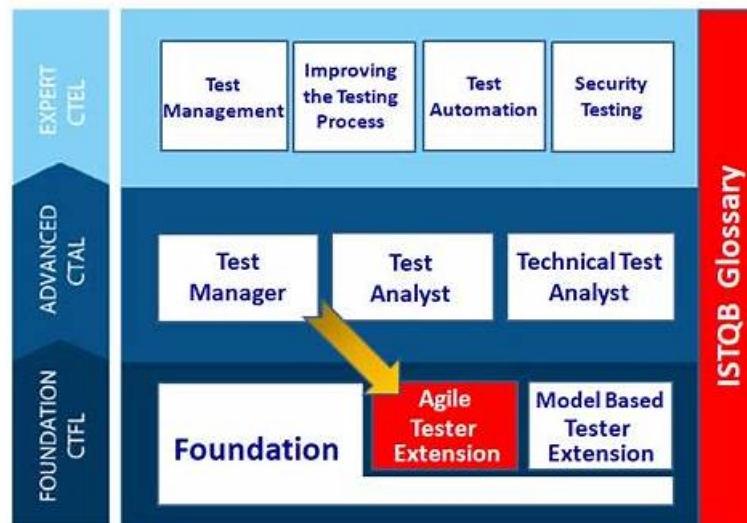 EXPERT
CTEL
Test
Management
Improving
the Testing
Process
Test
Automation
Security
Testing
ADVANCED
CTAL
Test
Manager
Test
Analyst
Technical Test
Analyst
FOUNDATION
CTFL
Foundation
Agile
Tester
Extension
Model Based
Tester
Extension
ISTQB Glossary